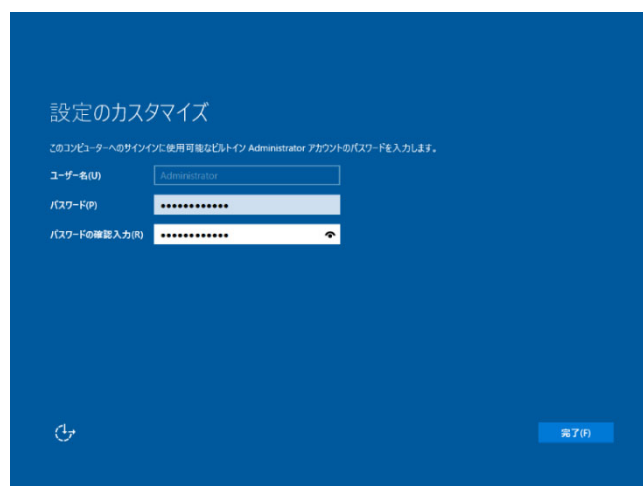 設定のカスタマイズ
このコンピューターへのサインインに使用可能なビルトイン Administrator アカウントのパスワードを入力します。
ユーザー名(U) Administrator
パスワード(P) ●●●●●●●●●●●●
パスワードの確認入力(R) ●●●●●●●●●●●●
完了(F)